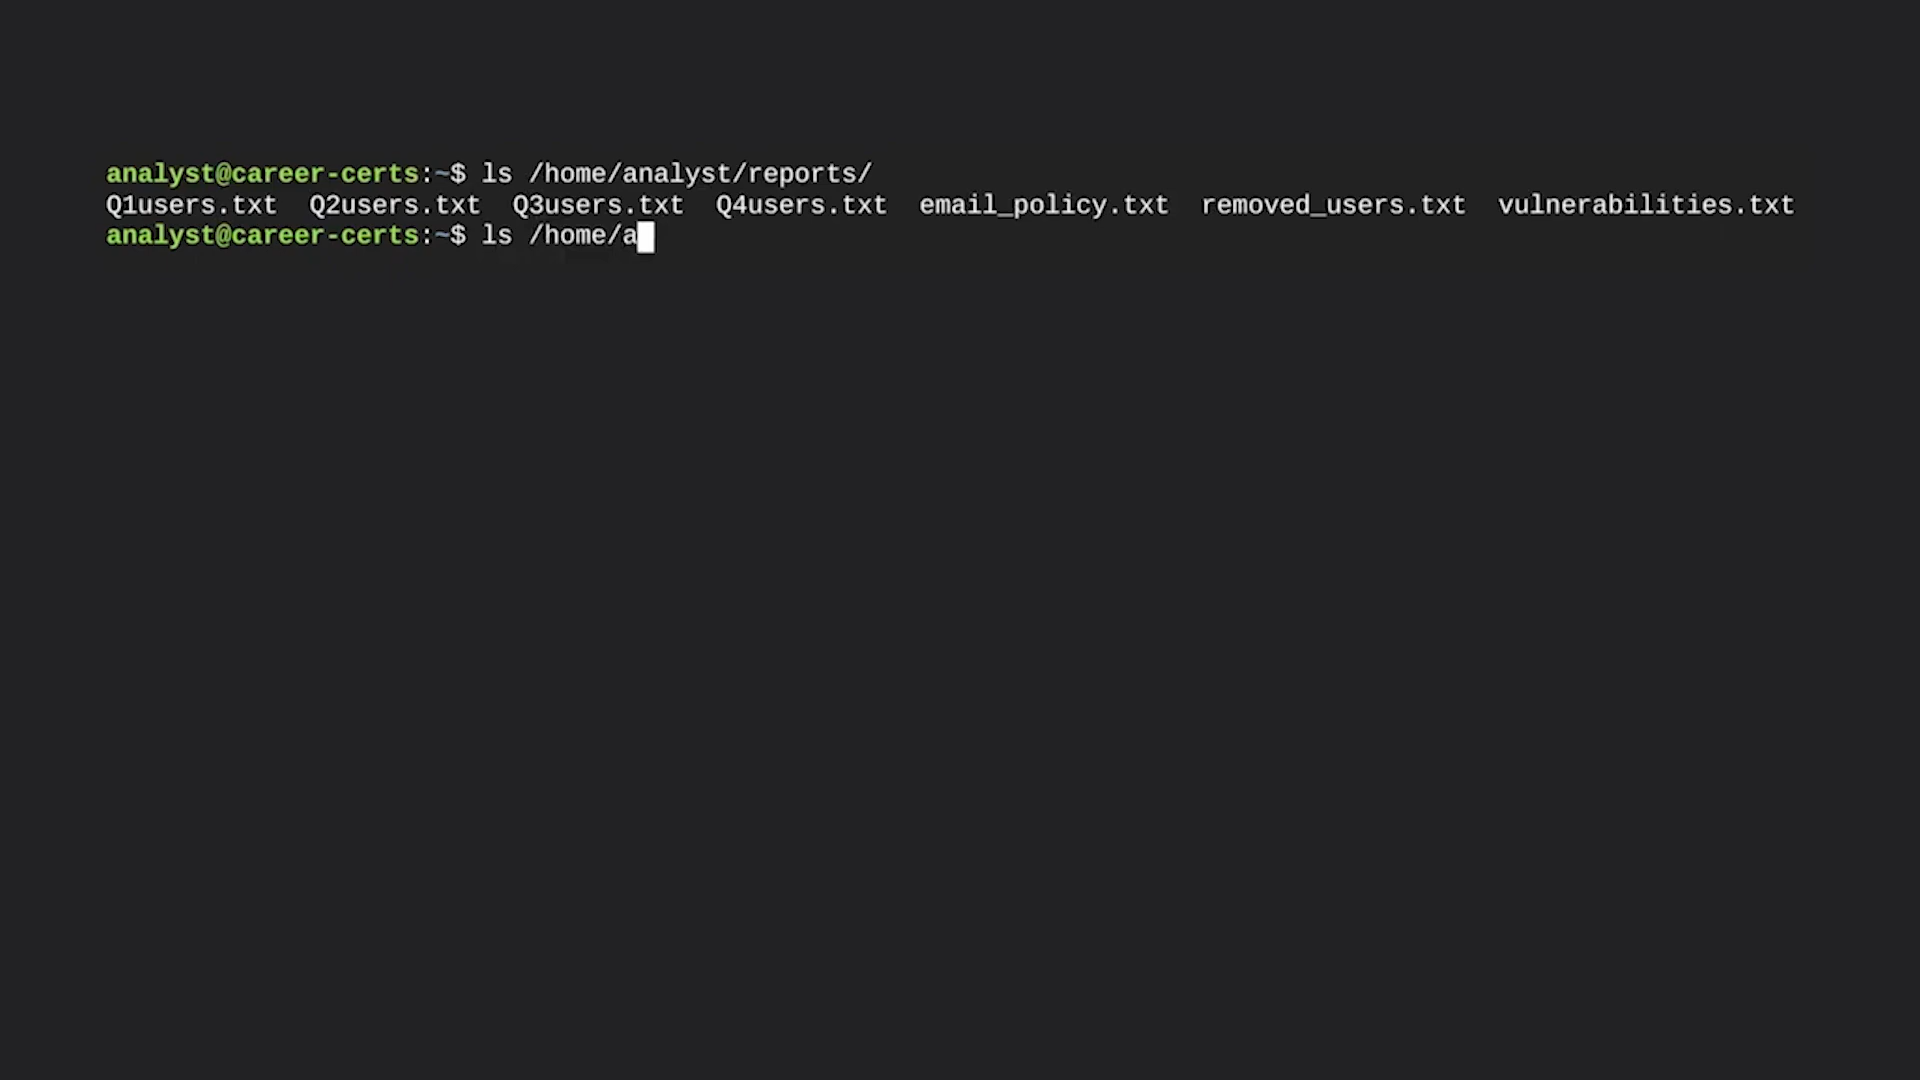 analyst@career-certs:~$ ls /home/analyst/reports/
Q1users.txt  Q2users.txt  Q3users.txt  Q4users.txt  email_policy.txt  removed_users.txt  vulnerabilities.txt
analyst@career-certs:~$ ls /home/a